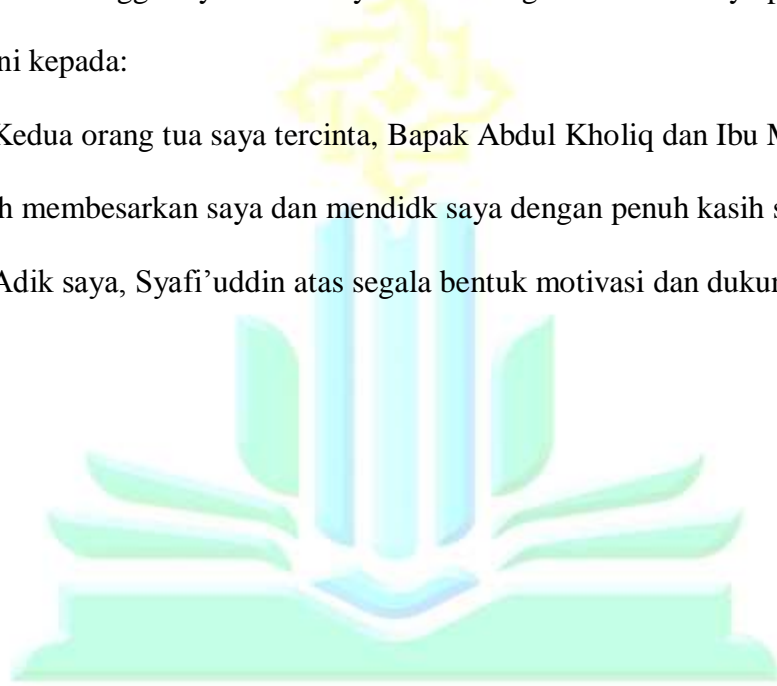 ni kepada:
Kedua orang tua saya tercinta, Bapak Abdul Kholiq dan Ibu M
h membesarkan saya dan mendidk saya dengan penuh kasih s
Adik saya, Syafi’uddin atas segala bentuk motivasi dan dukun